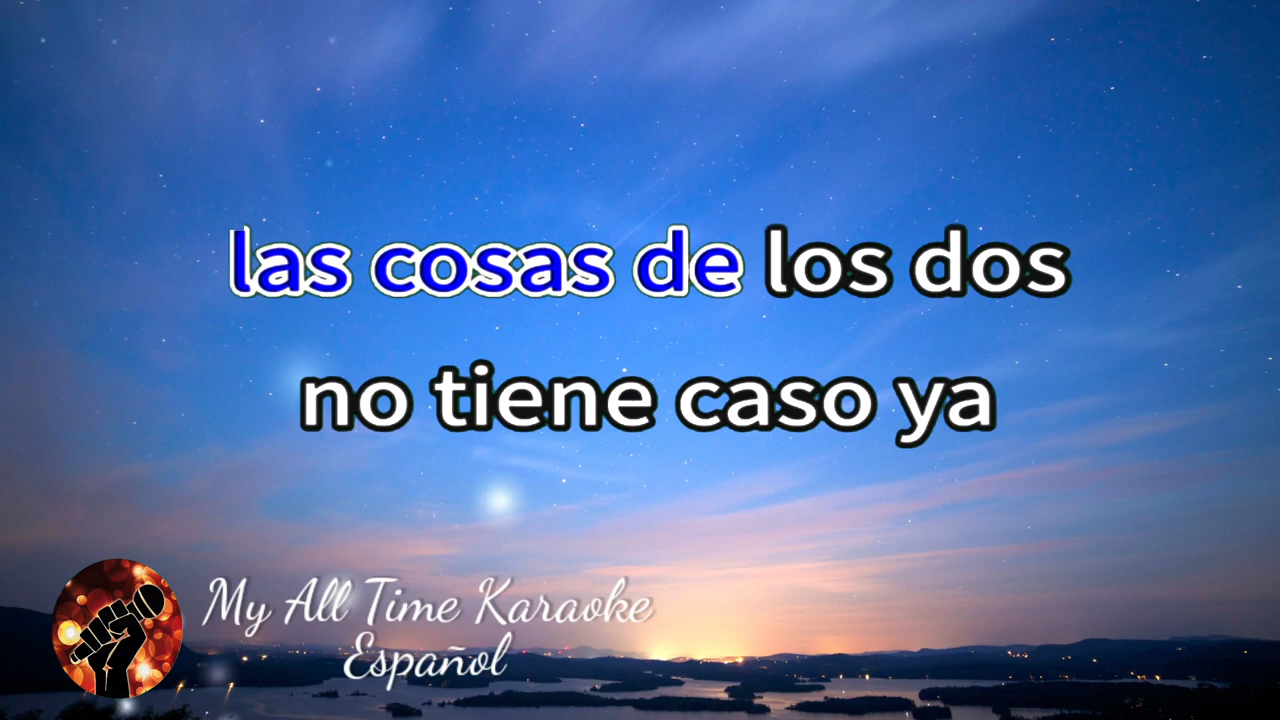 las cosas de los dos
no tiene caso ya
My All Time Karaoke
Español